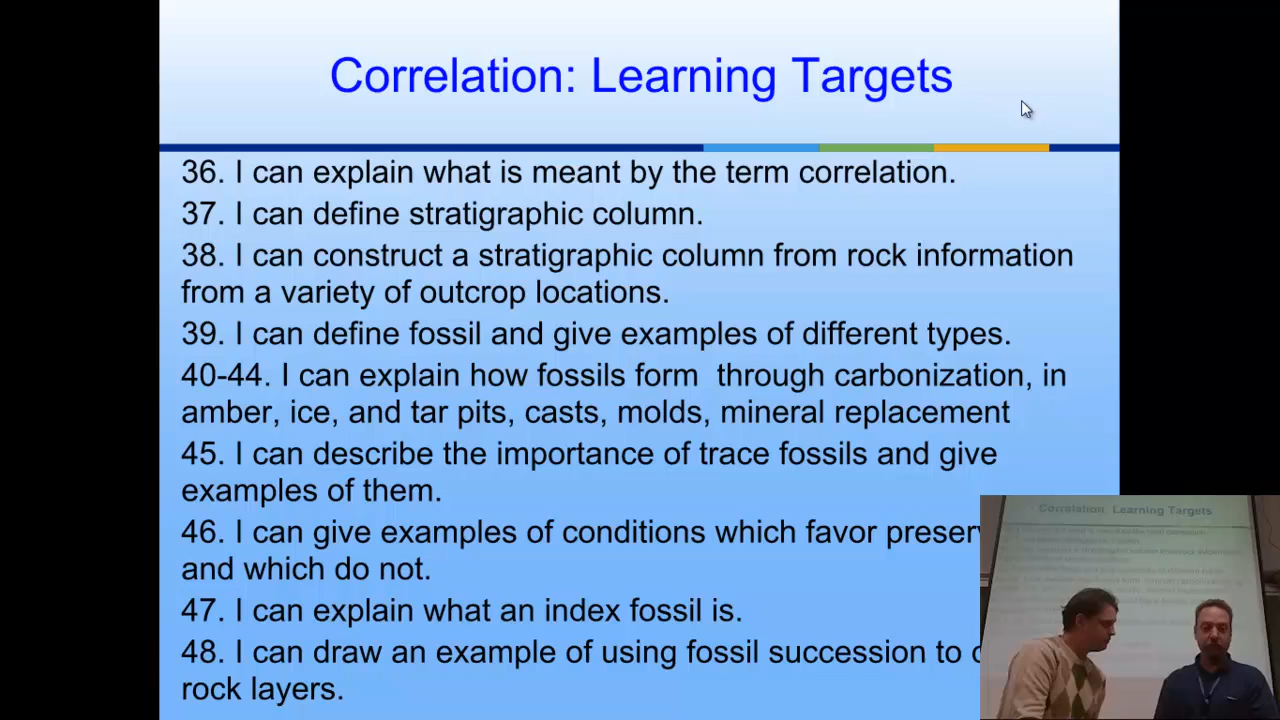 Correlation: Learning Targets
36. I can explain what is meant by the term correlation.
37. I can define stratigraphic column.
38. I can construct a stratigraphic column from rock information
from a variety of outcrop locations.
39. I can define fossil and give examples of different types.
40-44. I can explain how fossils form through carbonization, in
amber, ice, and tar pits, casts, molds, mineral replacement
45. I can describe the importance of trace fossils and give
examples of them.
46. I can give examples of conditions which favor
and which do not.
47. I can explain what an index fossil is.
48. I can draw an example of using fossil succession to
rock layers.
Correlation: Learning Targets